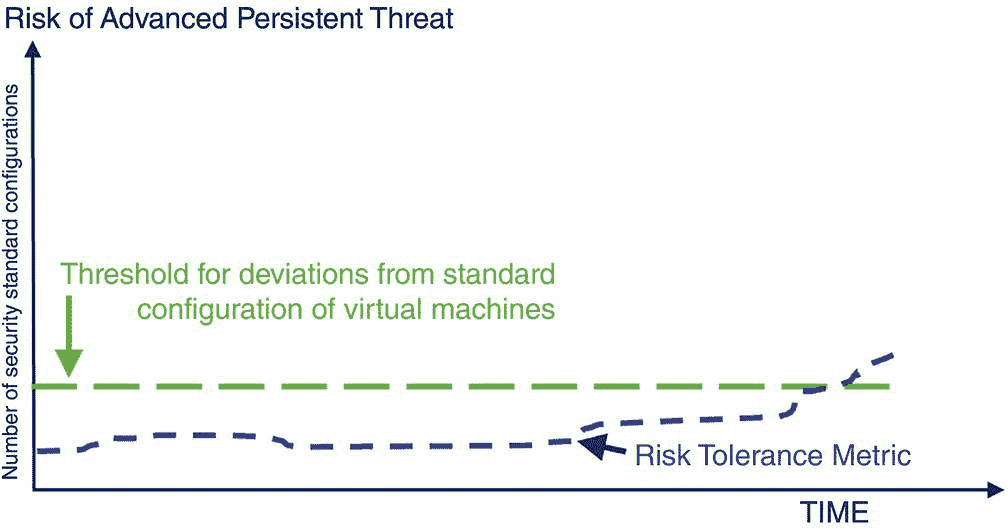 Risk of Advanced Persistent Threat
Number of security standard configurations
Threshold for deviations from standard
configuration of virtual machines
Risk Tolerance Metric
TIME